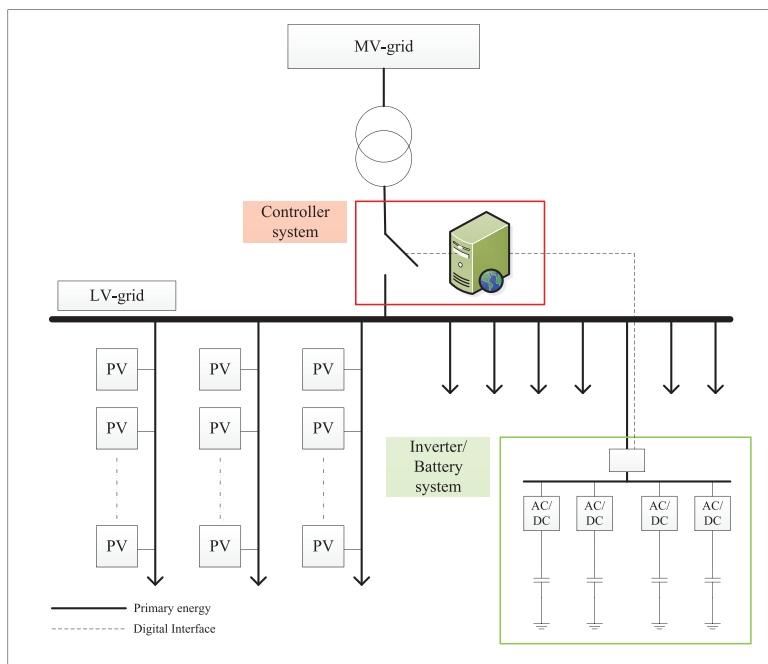 MV-grid
Controller
system
LV-grid
PV
PV
PV
PV
PV
PV
Inverter/
Battery
system
AC/
DC
AC/
DC
AC/
DC
AC/
DC
PV
PV
PV
Primary energy
Digital Interface